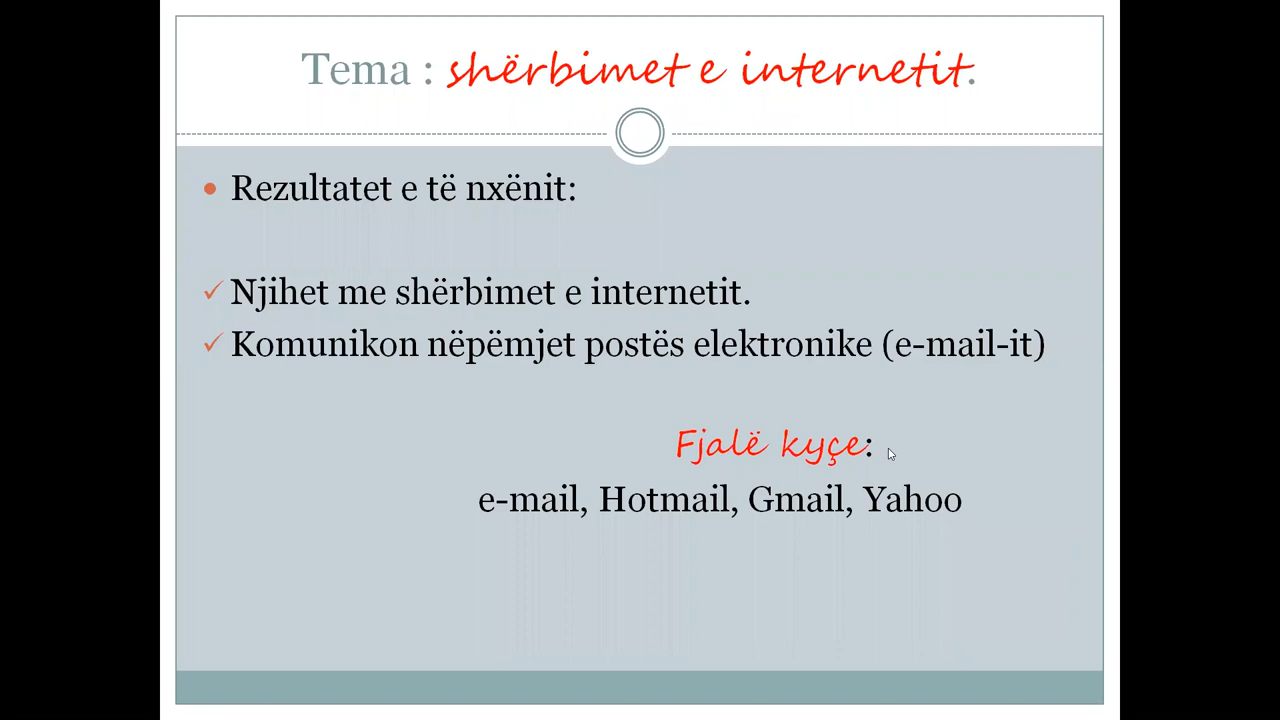 Tema : shërbimet e internetit.
Rezultatet e të nxënit:
Njihet me shërbimet e internetit.
Komunikon nëpëmjet postës elektronike (e-mail-it)
Fjalë kyçe:
e-mail, Hotmail, Gmail, Yahoo